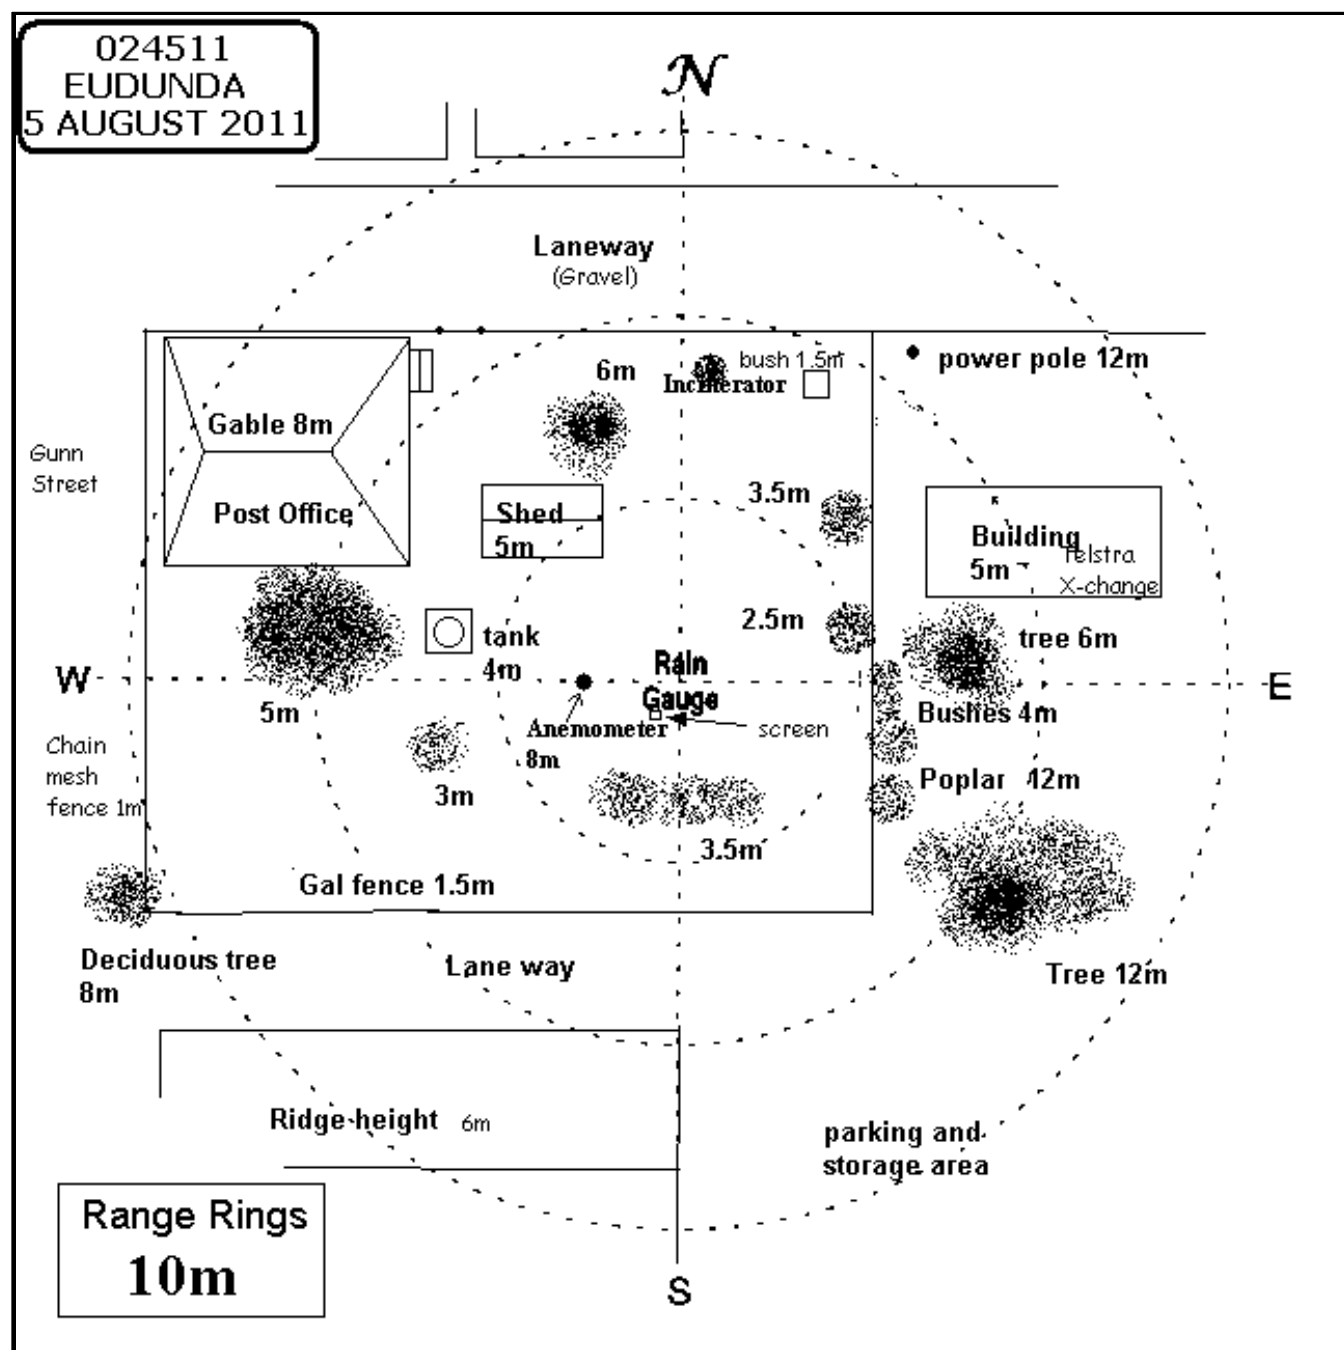 024511
EUDUNDA
5 AUGUST 2011
N
Laneway
(Gravel)
6m
bush 1.5m
Incinerator
power pole 12m
Gable 8m
Gunn
Street
Post Office
Shed
5m
3.5m
Building
5m
Telstra
X-change
2.5m
tree 6m
tank
4m
Rain
Gauge
W
E
5m
Anemometer
8m
screen
Bushes 4m
Chain
mesh
fence 1m
3m
Poplar 12m
3.5m
Gal fence 1.5m
Deciduous tree
8m
Lane way
Tree 12m
Ridge height 6m
parking and
storage area
Range Rings
10m
S